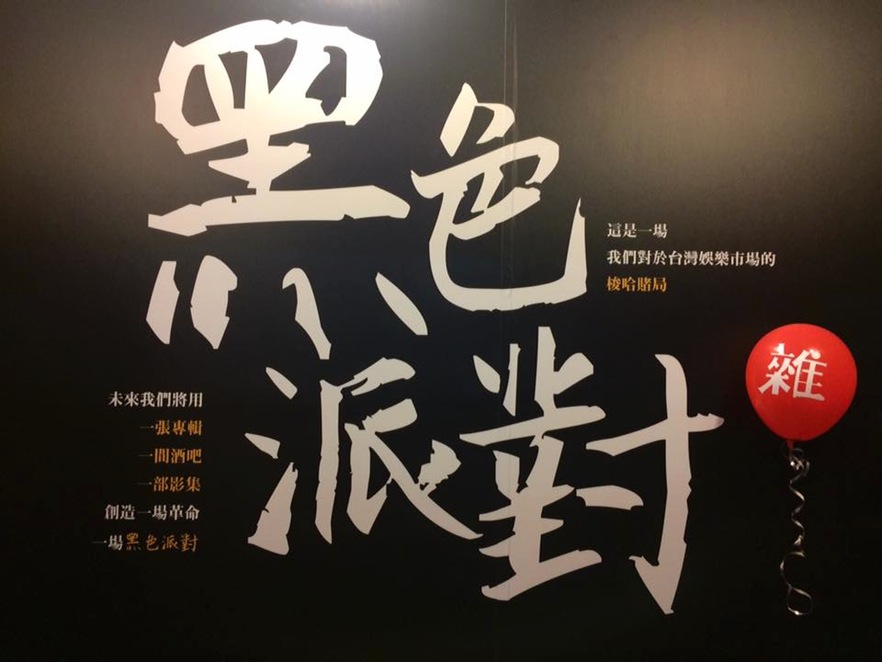 黑色
派對
這是一場
我們對於台灣娛樂市場的
梭哈賭局
雜
未來我們將用
一張專輯
一間酒吧
一部影集
創造一場革命
一場黑色派對